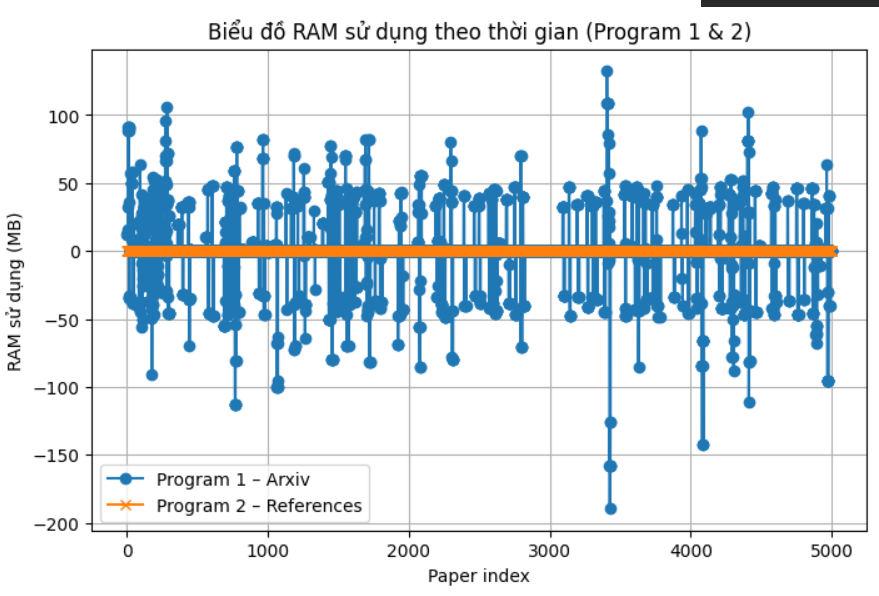 Biểu đồ RAM sử dụng theo thời gian (Program 1 & 2)
RAM sử dụng (MB)
100
50
0
−50
−100
−150
−200
Program 1 – Arxiv
Program 2 – References
0 1000 2000 3000 4000 5000
Paper index